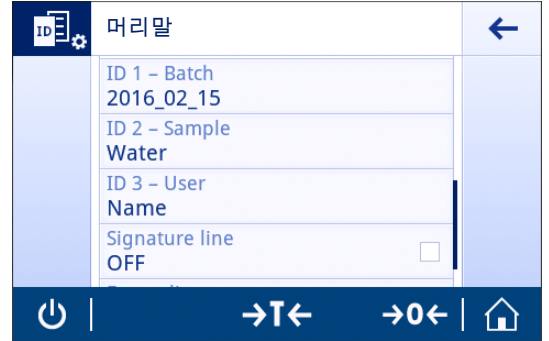 ID
머리말
ID 1 – Batch
2016_02_15
ID 2 – Sample
Water
ID 3 – User
Name
Signature line
OFF
→T← →0←